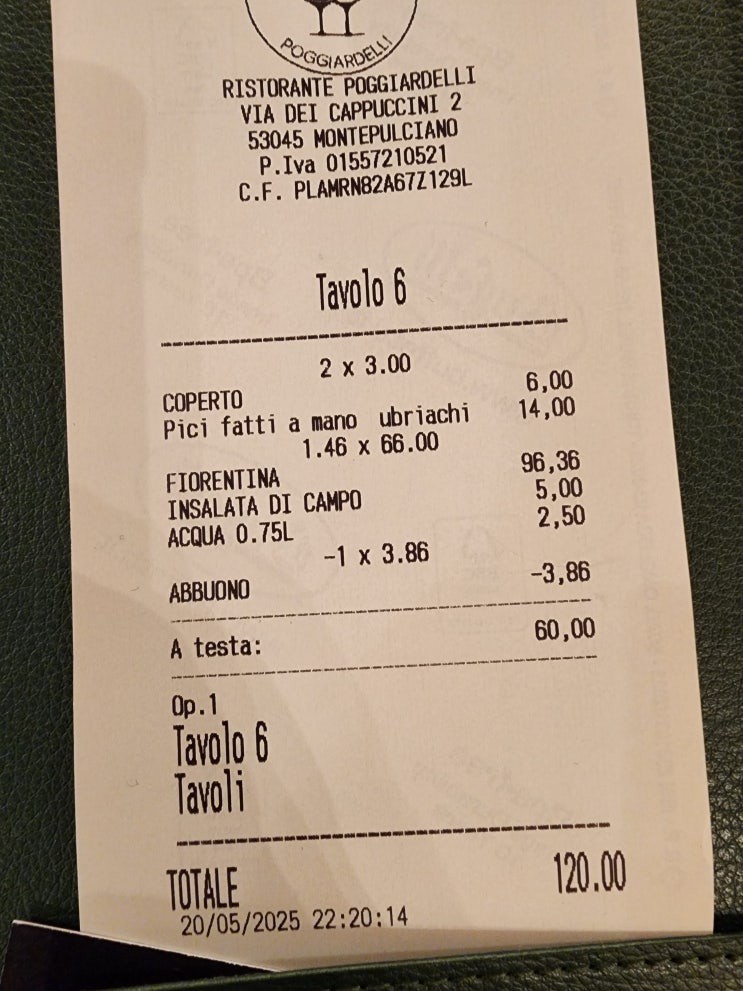 POGGIARDELLI
RISTORANTE POGGIARDELLI
VIA DEI CAPPUCCINI 2
53045 MONTEPULCIANO
P.Iva 01557210521
C.F. PLAMRN82A67Z129L
Tavolo 6
2 x 3.00
COPERTO 6,00
Pici fatti a mano ubriachi 14,00
1.46 x 66.00
FIORENTINA 96,36
INSALATA DI CAMPO 5,00
ACQUA 0.75L 2,50
-1 x 3.86
ABBUONO -3,86
A testa: 60,00
Op.1
Tavolo 6
Tavoli
TOTALE 120.00
20/05/2025 22:20:14